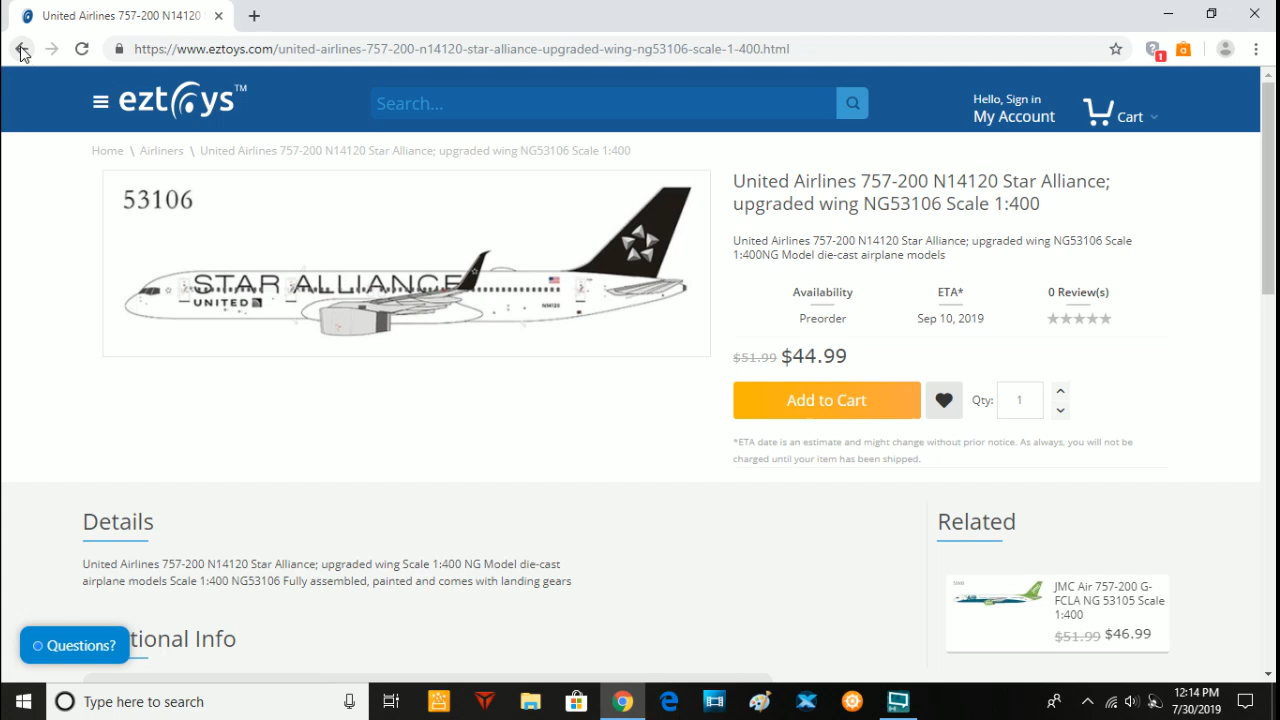 United Airlines 757-200 N14120
https://www.eztoys.com/united-airlines-757-200-n14120-star-alliance-upgraded-wing-ng53106-scale-1-400.html
1
eztoys™
Search...
Hello, Sign in
My Account
Cart
Home \ Airliners \ United Airlines 757-200 N14120 Star Alliance; upgraded wing NG53106 Scale 1:400
53106
STAR ALLIANCE
UNITED
United Airlines 757-200 N14120 Star Alliance;
upgraded wing NG53106 Scale 1:400
United Airlines 757-200 N14120 Star Alliance; upgraded wing NG53106 Scale
1:400NG Model die-cast airplane models
Availability
ETA*
0 Review(s)
Preorder
Sep 10, 2019
$51.99 $44.99
Add to Cart
Qty:
1
*ETA date is an estimate and might change without prior notice. As always, you will not be
charged until your item has been shipped.
Details
United Airlines 757-200 N14120 Star Alliance; upgraded wing Scale 1:400 NG Model die-cast
airplane models Scale 1:400 NG53106 Fully assembled, painted and comes with landing gears
tional Info
Related
JMC Air 757-200 G-
FCLA NG 53105 Scale
1:400
$51.99 $46.99
Questions?
Type here to search
12:14 PM
7/30/2019